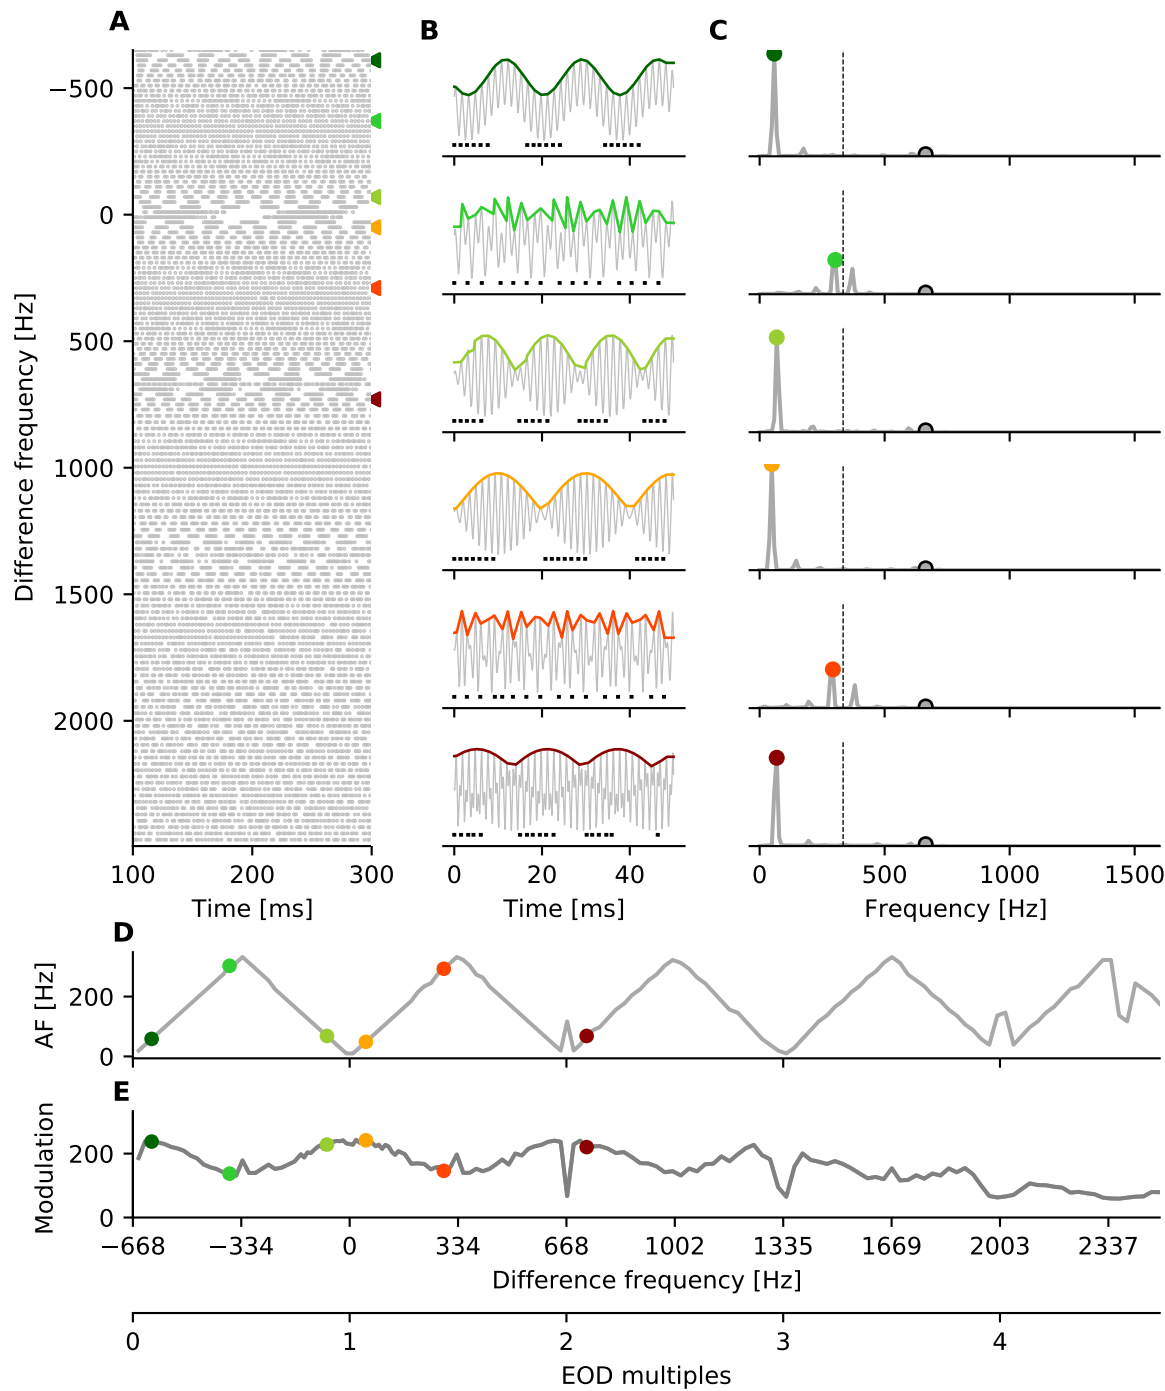 A
B
C
−500
0
500
1000
1500
2000
Difference frequency [Hz]
100 200 300
0 20 40
0 500 1000 1500
Time [ms]
Time [ms]
Frequency [Hz]
D
200
0
AF [Hz]
E
200
0
Modulation
−668 −334 0 334 668 1002 1335 1669 2003 2337
Difference frequency [Hz]
0 1 2 3 4
EOD multiples